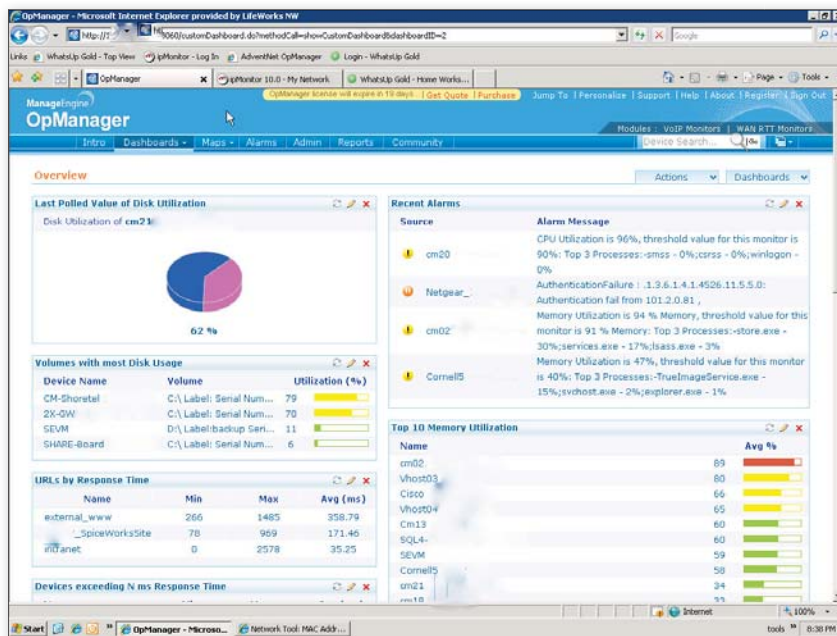 OpManager - Microsoft Internet Explorer provided by LifeWorks NW
9060/customDashboard.do?methodCall=showCustomDashboard&dashboardID=2
Google
Links WhatsUp Gold - Top View ipMonitor - Log In AdventNet OpManager Login - WhatsUp Gold
OpManager ipMonitor 10.0 - My Network WhatsUp Gold - Home Works... Page Tools
ManageEngine
OpManager
OpManager license will expire in 19 days. | Get Quote | Purchase
Jump To | Personalize | Support | Help | About | Register | Sign Out
Modules : VoIP Monitors | WAN RTT Monitors
Intro Dashboards Maps Alarms Admin Reports Community Device Search... Go
Overview Actions Dashboards
Last Polled Value of Disk Utilization
Disk Utilization of cm21
62 %
Volumes with most Disk Usage
Device Name Volume Utilization (%)
CM-Shoretel C:\ Label: Serial Num... 79
2X-GW C:\ Label: Serial Num... 70
SEVM D:\ Label:backup Seri... 11
SHARE-Board C:\ Label: Serial Num... 6
URLs by Response Time
Name Min Max Avg (ms)
external_www 266 1485 358.79
_SpiceWorksSite 78 969 171.46
intranet 0 2578 35.25
Devices exceeding N ms Response Time
Recent Alarms
Source Alarm Message
cm20 CPU Utilization is 96%, threshold value for this monitor is
90%: Top 3 Processes:-smss - 0%;csrss - 0%;winlogon -
0%
Netgear_ AuthenticationFailure : .1.3.6.1.4.1.4526.11.5.5.0:
Authentication fail from 101.2.0.81 ,
cm02 Memory Utilization is 94 % Memory, threshold value for this
monitor is 91 % Memory: Top 3 Processes:-store.exe -
30%;services.exe - 17%;lsass.exe - 3%
Cornell5 Memory Utilization is 47%, threshold value for this monitor
is 40%: Top 3 Processes:-TrueImageService.exe -
15%;svchost.exe - 2%;explorer.exe - 1%
Top 10 Memory Utilization
Name Avg %
cm02 89
Vhost03 80
Cisco 66
Vhost04 65
Cm13 60
SQL4- 60
SEVM 59
Cornell5 58
cm21 34
Internet 100%
Start OpManager - Microso... Network Tool: MAC Addr... tools 8:38 PM